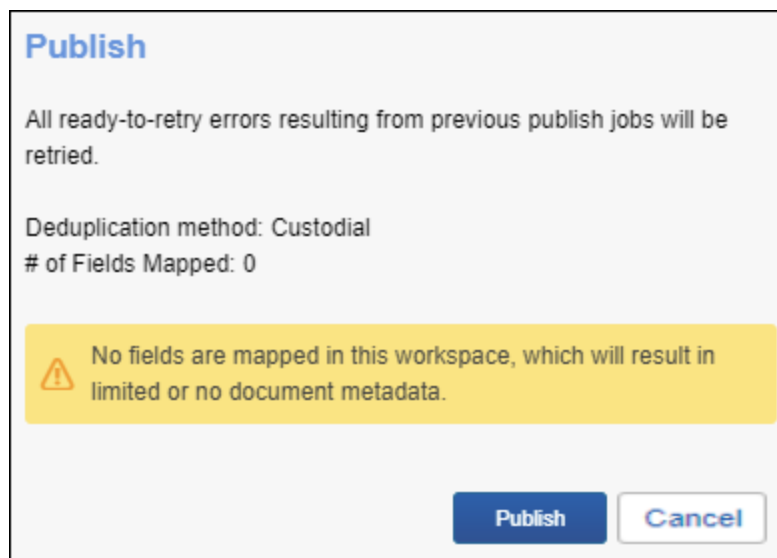 Publish
All ready-to-retry errors resulting from previous publish jobs will be
retried.
Deduplication method: Custodial
# of Fields Mapped: 0
No fields are mapped in this workspace, which will result in
limited or no document metadata.
Publish
Cancel